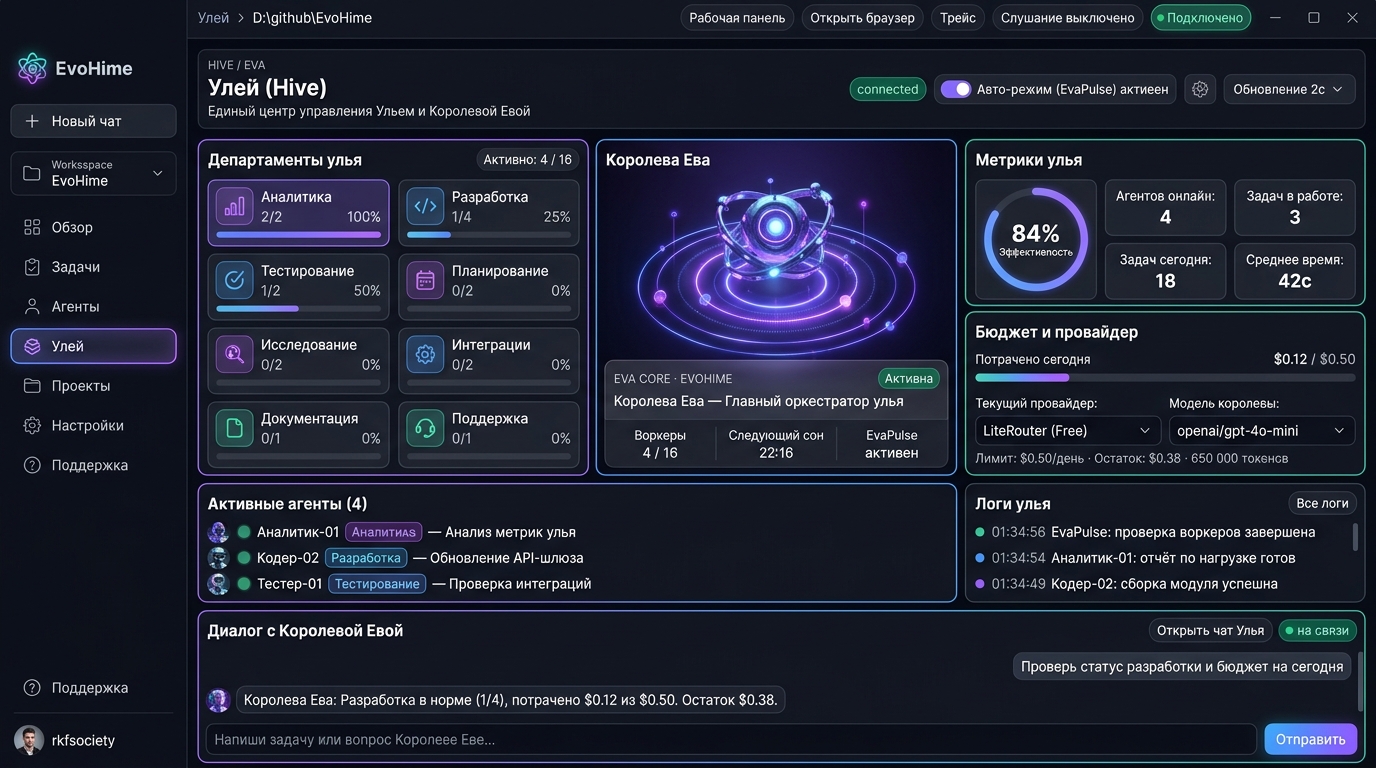 Улей > D:\github\EvoHime
Рабочая панель
Открыть браузер
Трейс
Слушание выключено
Подключено
EvoHime
Новый чат
Worksspace
EvoHime
Обзор
Задачи
Агенты
Улей
Проекты
Настройки
Поддержка
Поддержка
rkfsociety
HIVE / EVA
Улей (Hive)
Единый центр управления Ульем и Королевой Евой
connected
Авто-режим (EvaPulse) актиеен
Обновление 2с
Департаменты улья
Активно: 4 / 16
Аналитика
2/2 100%
Разработка
1/4 25%
Тестирование
1/2 50%
Планирование
0/2 0%
Исследование
0/2 0%
Интеграции
0/2 0%
Документация
0/1 0%
Поддержка
0/1 0%
Королева Ева
EVA CORE · EVOHIME
Активна
Королева Ева — Главный оркестратор улья
Воркеры
4 / 16
Следующий сон
22:16
EvaPulse
активен
Метрики улья
84%
Эффективность
Агентов онлайн:
4
Задач в работе:
3
Задач сегодня:
18
Среднее время:
42с
Бюджет и провайдер
Потрачено сегодня
$0.12 / $0.50
Текущий провайдер:
LiteRouter (Free)
Модель королевы:
openai/gpt-4o-mini
Лимит: $0,50/день · Остаток: $0.38 · 650 000 токенов
Активные агенты (4)
Аналитик-01 Аналитиаs — Анализ метрик улья
Кодер-02 Рааработка — Обновление API-шлюза
Тестер-01 Тестирование — Проверка интеграций
Логи улья
Все логи
01:34:56 EvaPulse: проверка воркеров завершена
01:34:54 Аналитик-01: отчёт по нагрузке готов
01:34:49 Кодер-02: сборка модуля успешна
Диалог с Королевой Евой
Открыть чат Улья
на связи
Проверь статус разработки и бюджет на сегодня
Королева Ева: Разработка в норме (1/4), потрачено $0.12 из $0.50. Остаток $0.38.
Напиши задачу или вопрос Королеее Еве...
Отправить